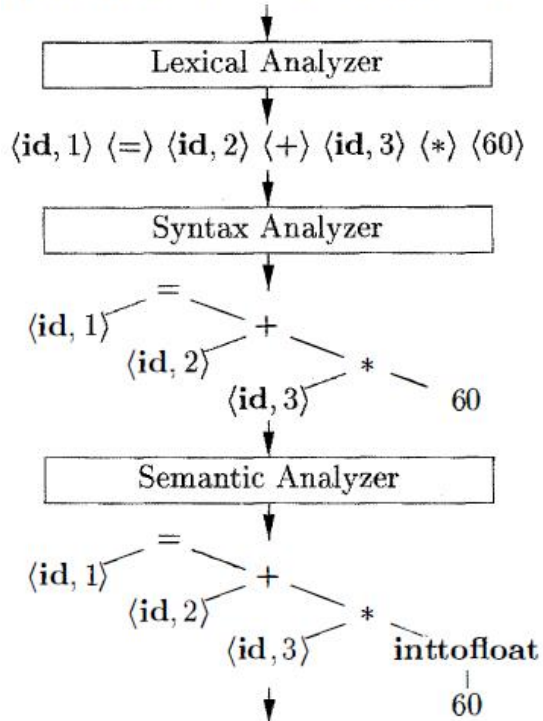 Lexical Analyzer
⟨id, 1⟩ ⟨=⟩ ⟨id, 2⟩ ⟨+⟩ ⟨id, 3⟩ ⟨*⟩ ⟨60⟩
Syntax Analyzer
=
⟨id, 1⟩
+
⟨id, 2⟩
*
⟨id, 3⟩
60
Semantic Analyzer
=
⟨id, 1⟩
+
⟨id, 2⟩
*
⟨id, 3⟩
inttofloat
60